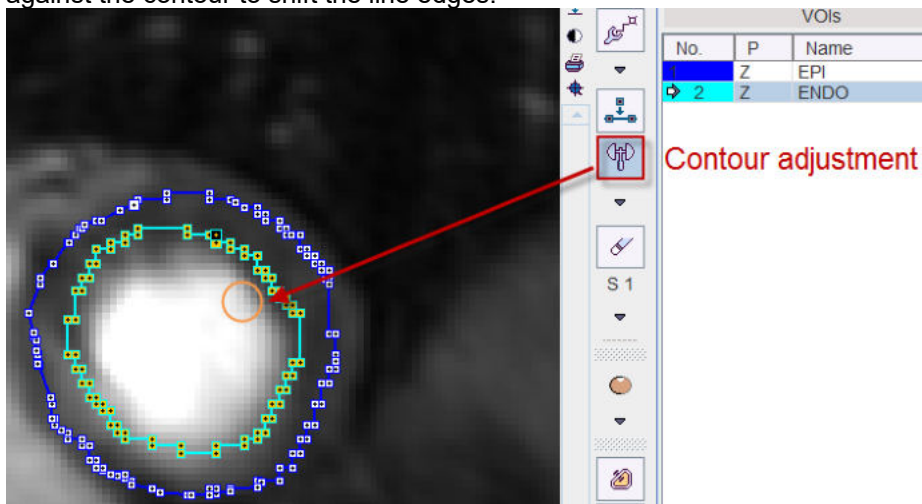 against the contour to shift the line edges.
VOIs
No. P Name
1 Z EPI
2 Z ENDO
Contour adjustment
S 1